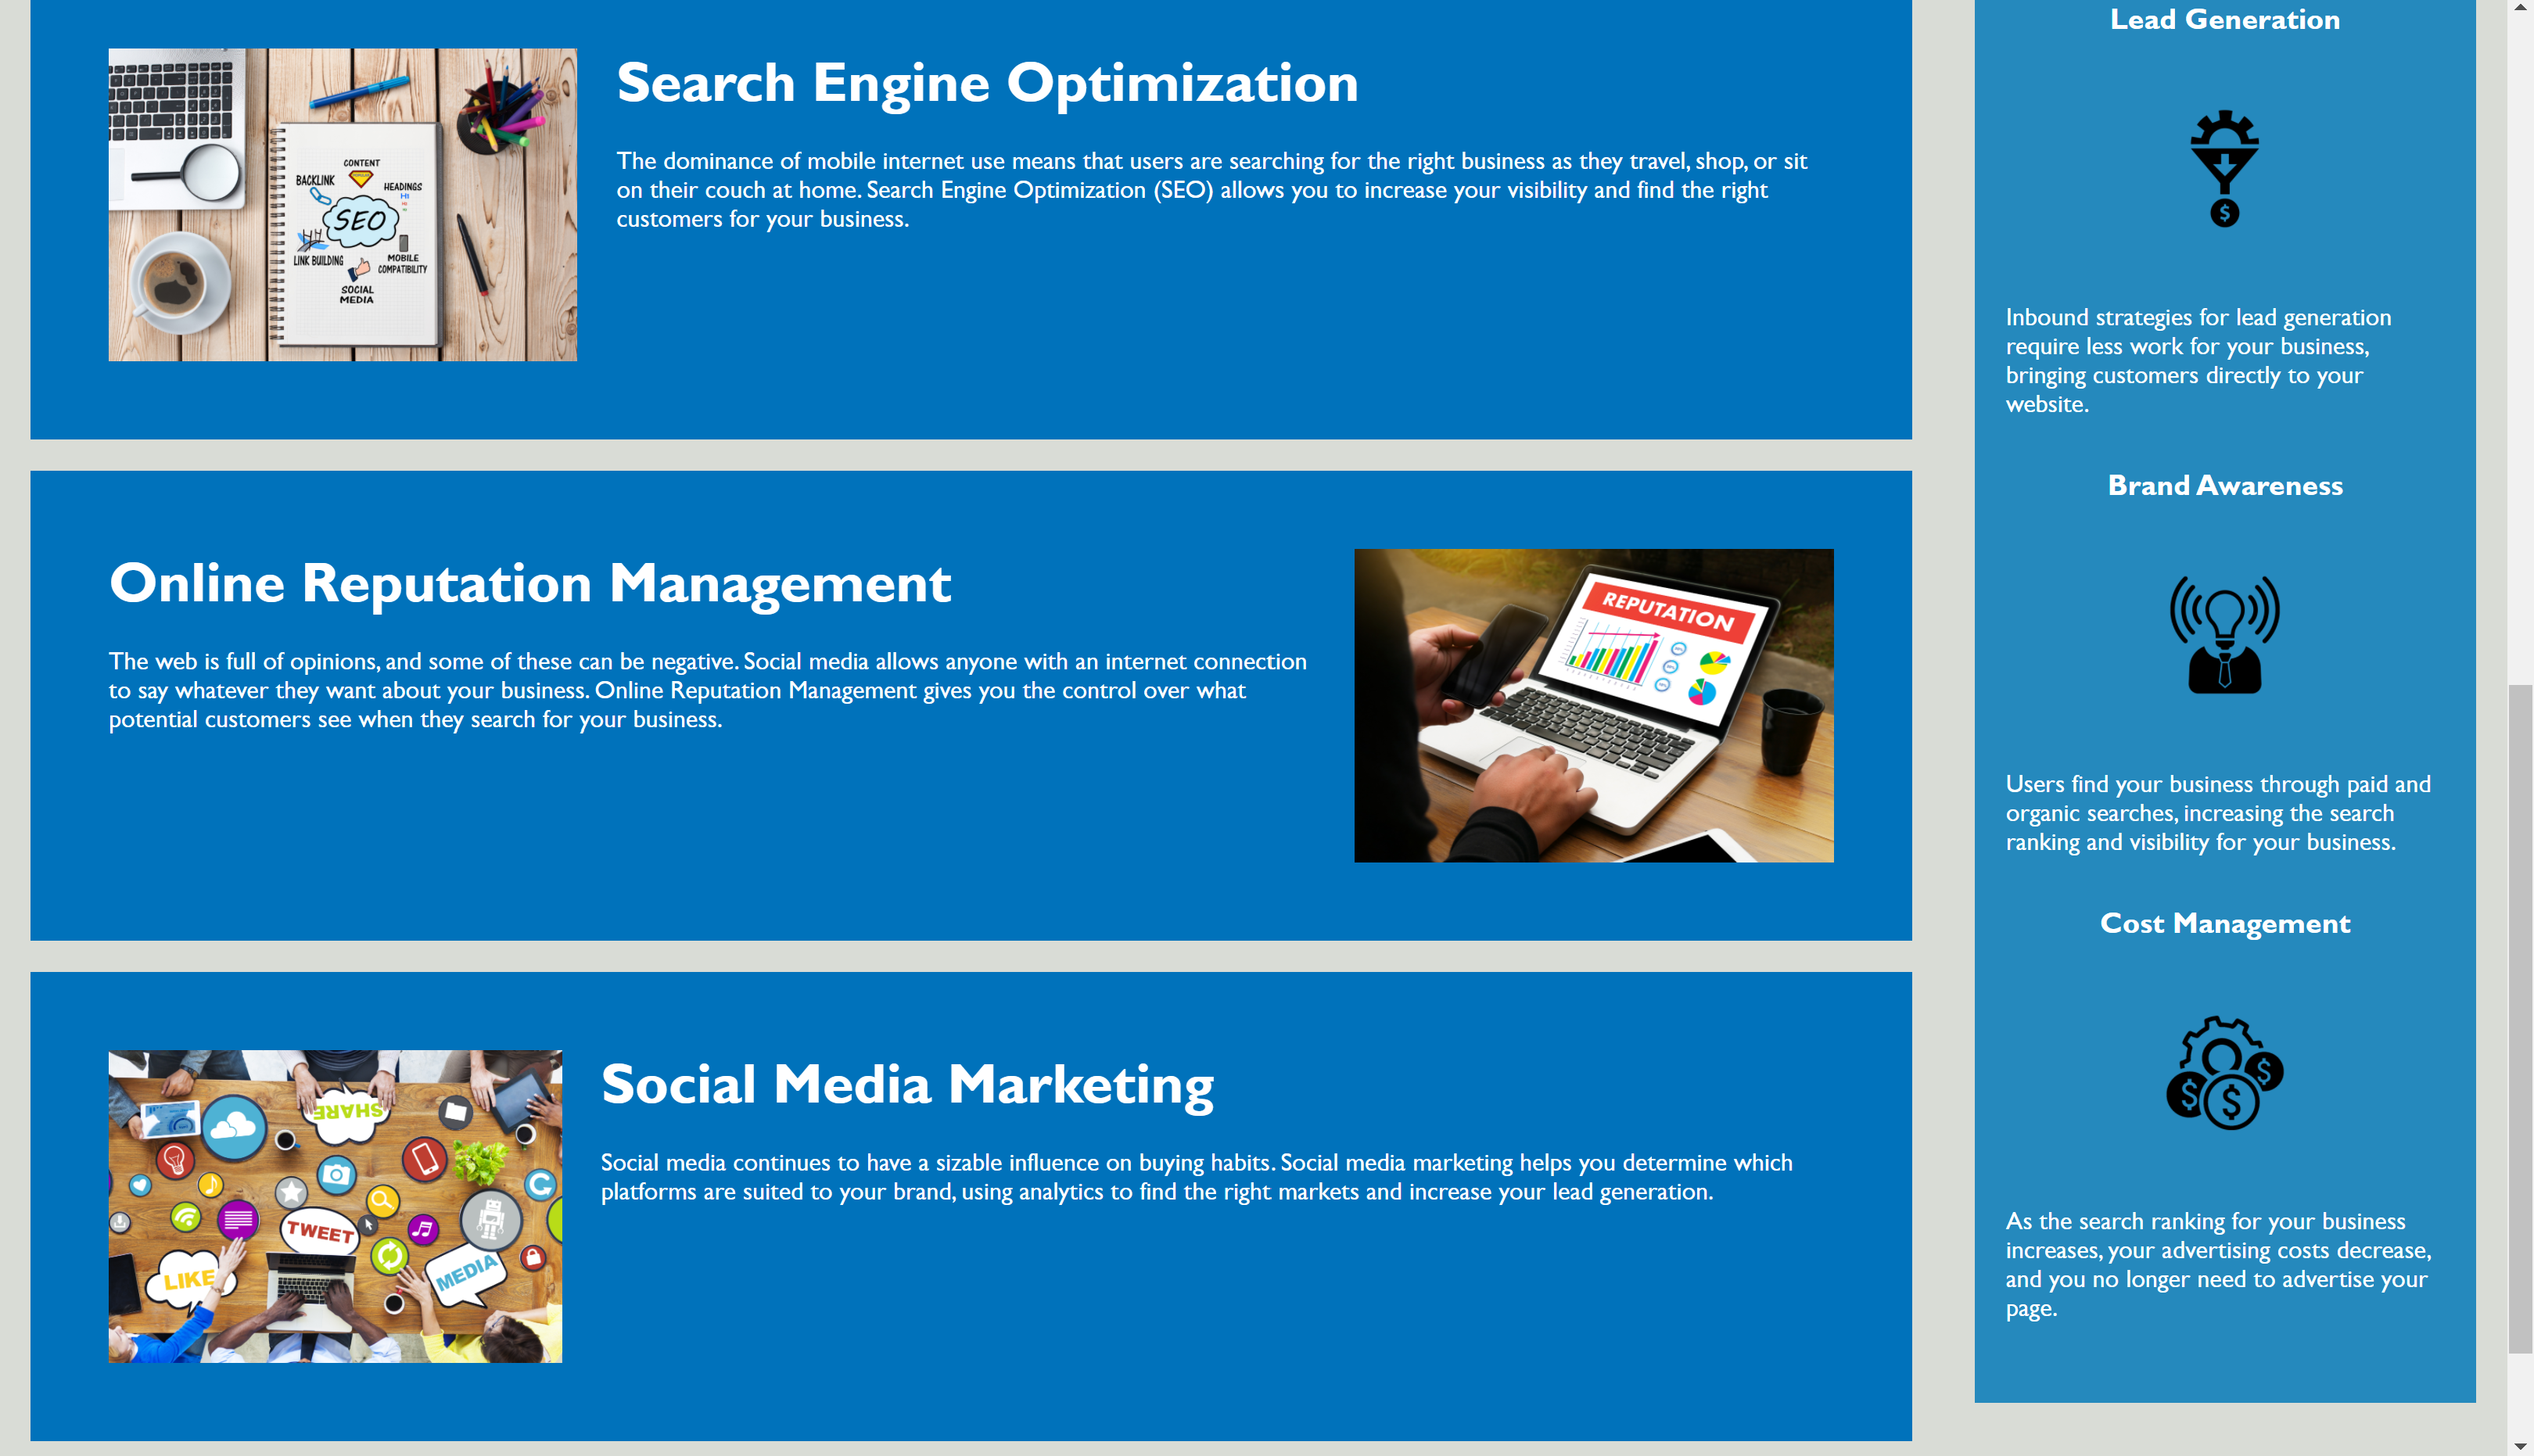 Search Engine Optimization
The dominance of mobile internet use means that users are searching for the right business as they travel, shop, or sit
on their couch at home. Search Engine Optimization (SEO) allows you to increase your visibility and find the right
customers for your business.
CONTENT
BACKLINK
HEADINGS
H1
SEO
LINK BUILDING
MOBILE
COMPATIBILITY
SOCIAL
MEDIA
Online Reputation Management
The web is full of opinions, and some of these can be negative. Social media allows anyone with an internet connection
to say whatever they want about your business. Online Reputation Management gives you the control over what
potential customers see when they search for your business.
REPUTATION
Social Media Marketing
Social media continues to have a sizable influence on buying habits. Social media marketing helps you determine which
platforms are suited to your brand, using analytics to find the right markets and increase your lead generation.
SHARE
TWEET
LIKE
MEDIA
Lead Generation
$
Inbound strategies for lead generation
require less work for your business,
bringing customers directly to your
website.
Brand Awareness
Users find your business through paid and
organic searches, increasing the search
ranking and visibility for your business.
Cost Management
$ $ $
As the search ranking for your business
increases, your advertising costs decrease,
and you no longer need to advertise your
page.